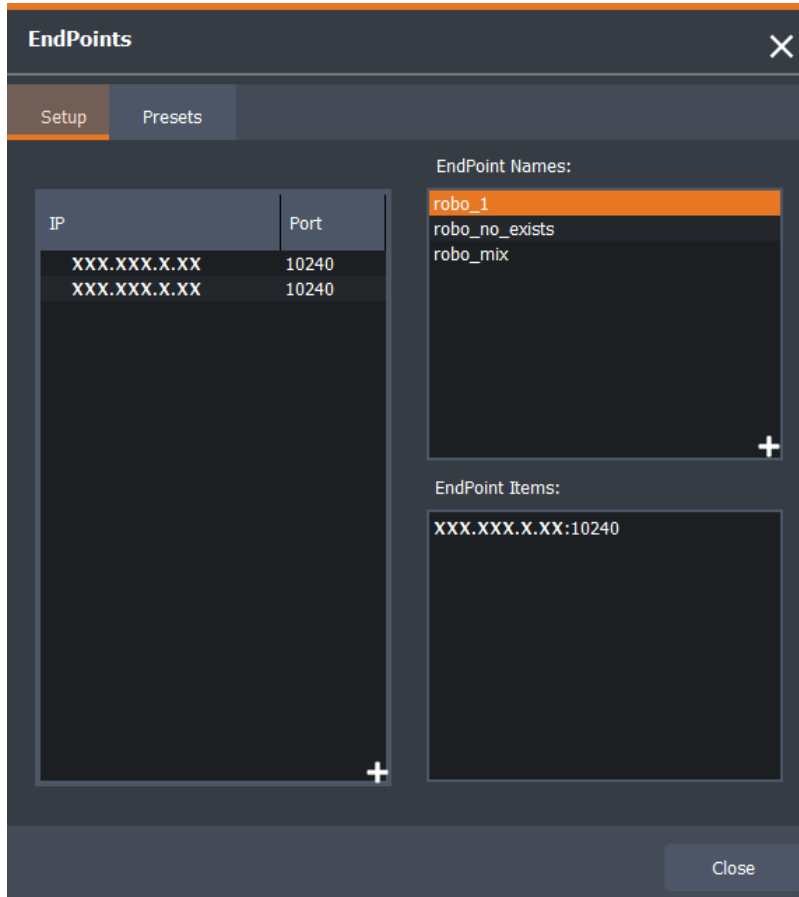 EndPoints
Setup Presets
IP Port
XXX.XXX.X.XX 10240
XXX.XXX.X.XX 10240
EndPoint Names:
robo_1
robo_no_exists
robo_mix
EndPoint Items:
XXX.XXX.X.XX:10240
Close